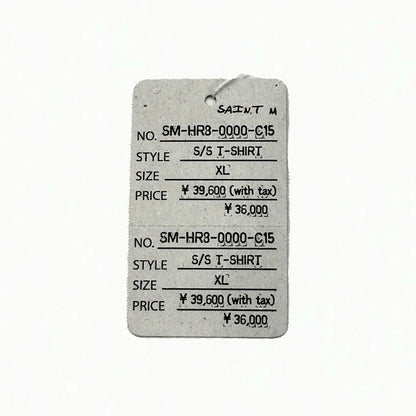 SAINT M
NO. SM-HR8-0000-C15
STYLE S/S T-SHIRT
SIZE XL
PRICE ¥ 39,600 (with tax)
¥ 36,000
NO. SM-HR8-0000-C15
STYLE S/S T-SHIRT
SIZE XL
PRICE ¥ 39,600 (with tax)
¥ 36,000